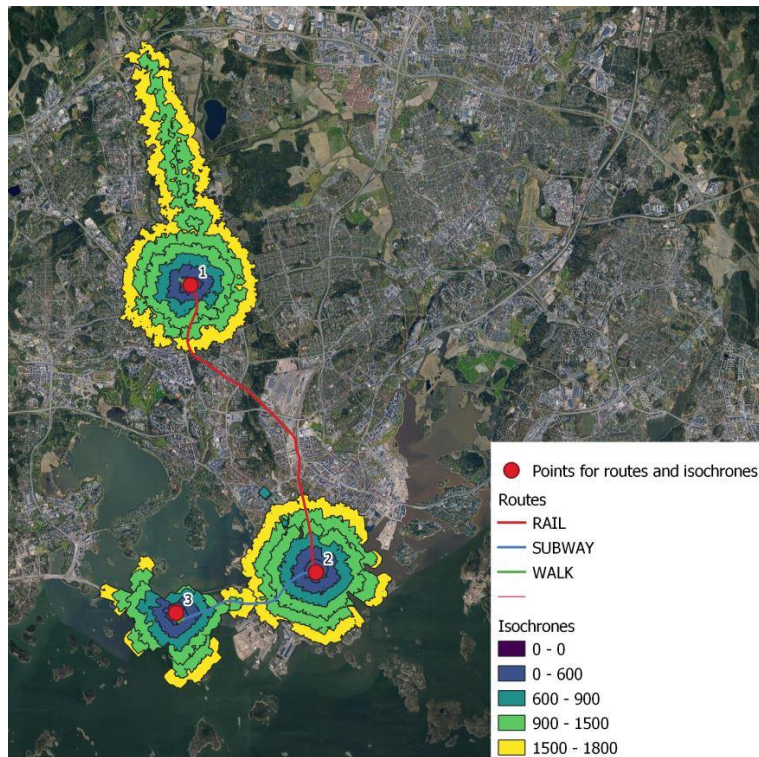 1
2
3
Points for routes and isochrones
Routes
RAIL
SUBWAY
WALK
Isochrones
0 - 0
0 - 600
600 - 900
900 - 1500
1500 - 1800